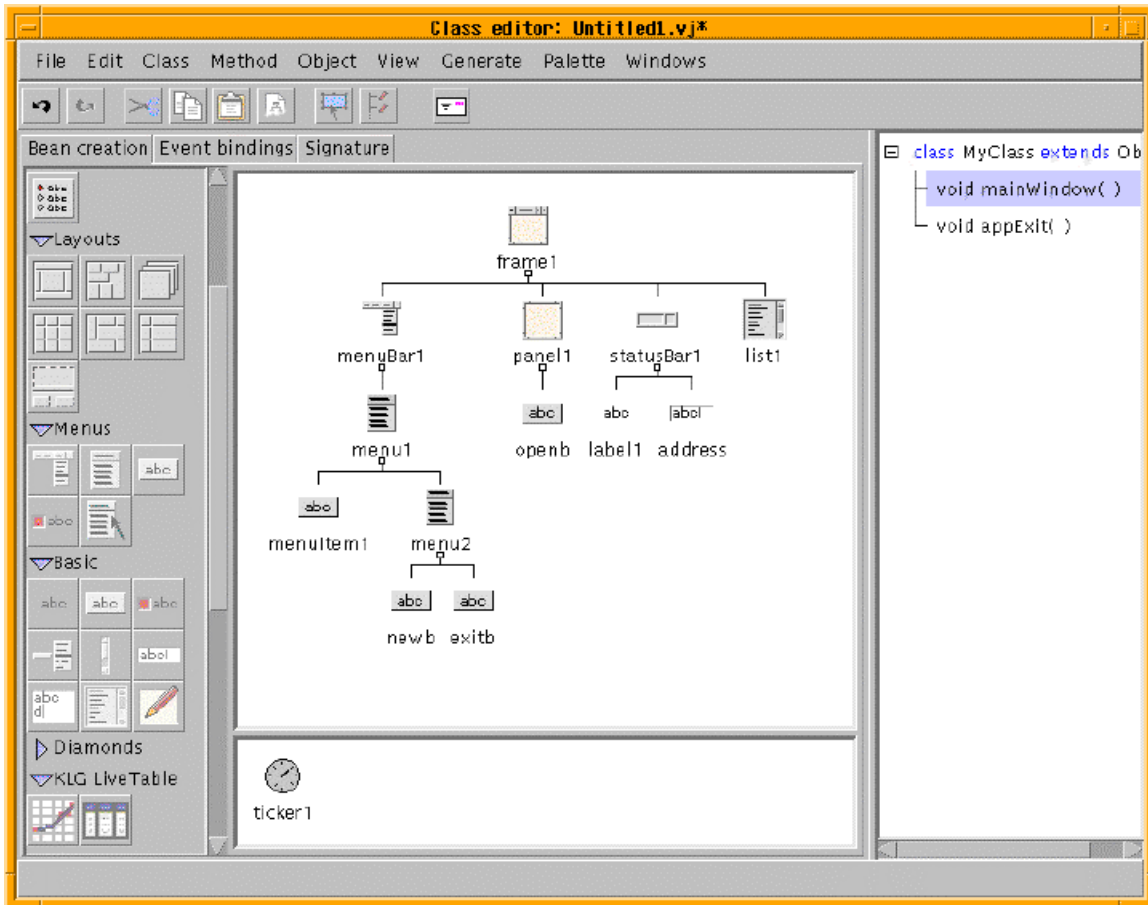 Class editor: Untitled1.vj*
File Edit Class Method Object View Generate Palette Windows
Bean creation Event bindings Signature
class MyClass extends Ob
void mainWindow( )
void appExit( )
abc
abc
abc
Layouts
frame1
menuBar1 panel1 statusBar1 list1
abc abc abc
Menus
menu1 openb label1 address
abc
abc
abc
menuItem1 menu2
Basic
abc abc abc
abc abc
newb exitb
abc
abc
d
Diamonds
KLG LiveTable
ticker1